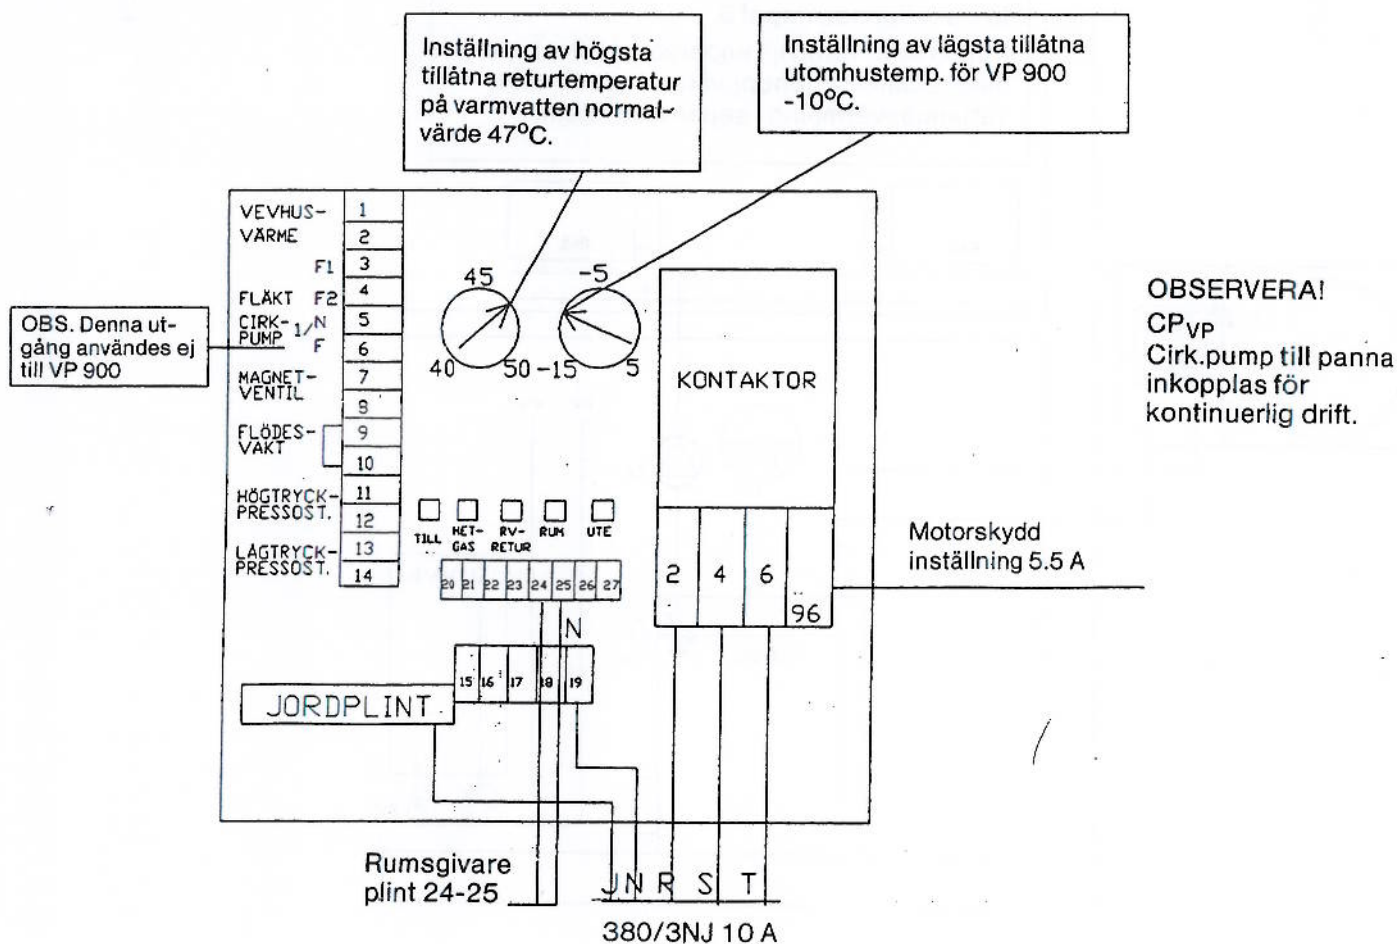 Inställning av högsta
tillåtna returtemperatur
på varmvatten normal-
värde 47°C.
Inställning av lägsta tillåtna
utomhustemp. för VP 900
-10°C.
VEVHUS-
VÄRME
F1
FLÄKT F2
CIRK-
PUMP 1/N
F
MAGNET-
VENTIL
FLÖDES-
VAKT
HÖGTRYCK-
PRESSOST.
LÅGTRYCK-
PRESSOST.
1
2
3
4
5
6
7
8
9
10
11
12
13
14
OBS. Denna ut-
gång användes ej
till VP 900
45
40
50
-5
-15
5
KONTAKTOR
2
4
6
96
OBSERVERA!
CPVP
Cirk.pump till panna
inkopplas för
kontinuerlig drift.
Motorskydd
inställning 5.5 A
TILL
HET-
GAS
RV-
RETUR
RUM
UTE
20 21 22 23 24 25 26 27
N
15 16 17 18 19
JORDPLINT
Rumsgivare
plint 24-25
J N R S T
380/3NJ 10 A